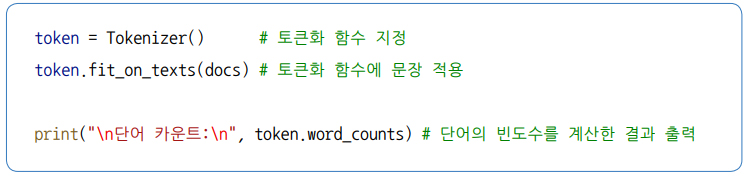 token = Tokenizer() # 토큰화 함수 지정
token.fit_on_texts(docs) # 토큰화 함수에 문장 적용
print("\n단어 카운트:\n", token.word_counts) # 단어의 빈도수를 계산한 결과 출력